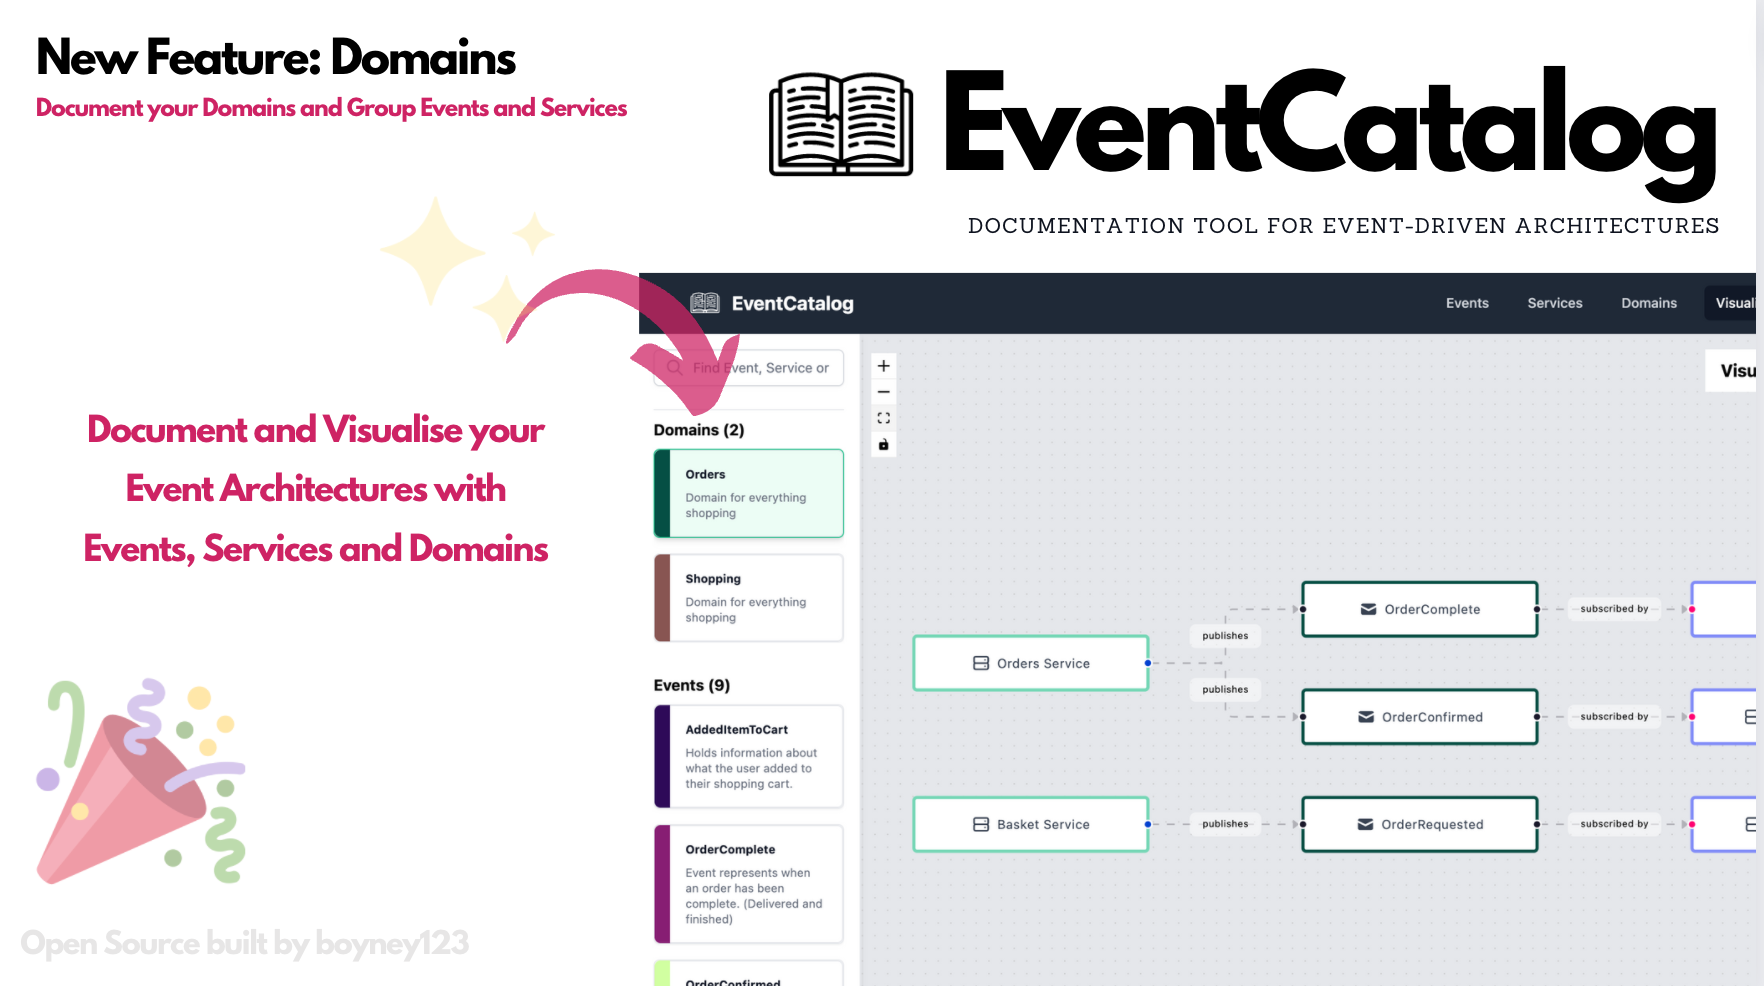 New Feature: Domains
Document your Domains and Group Events and Services
EventCatalog
DOCUMENTATION TOOL FOR EVENT-DRIVEN ARCHITECTURES
Document and Visualise your
Event Architectures with
Events, Services and Domains
Open Source built by boyney123
EventCatalog
Events
Services
Domains
Visuali
Find Event, Service or
Visu
Domains (2)
Orders
Domain for everything
shopping
Shopping
Domain for everything
shopping
Events (9)
AddedItemToCart
Holds information about
what the user added to
their shopping cart.
OrderComplete
Event represents when
an order has been
complete. (Delivered and
finished)
OrderConfirmed
Orders Service
publishes
publishes
OrderComplete
subscribed by
OrderConfirmed
subscribed by
Basket Service
publishes
OrderRequested
subscribed by